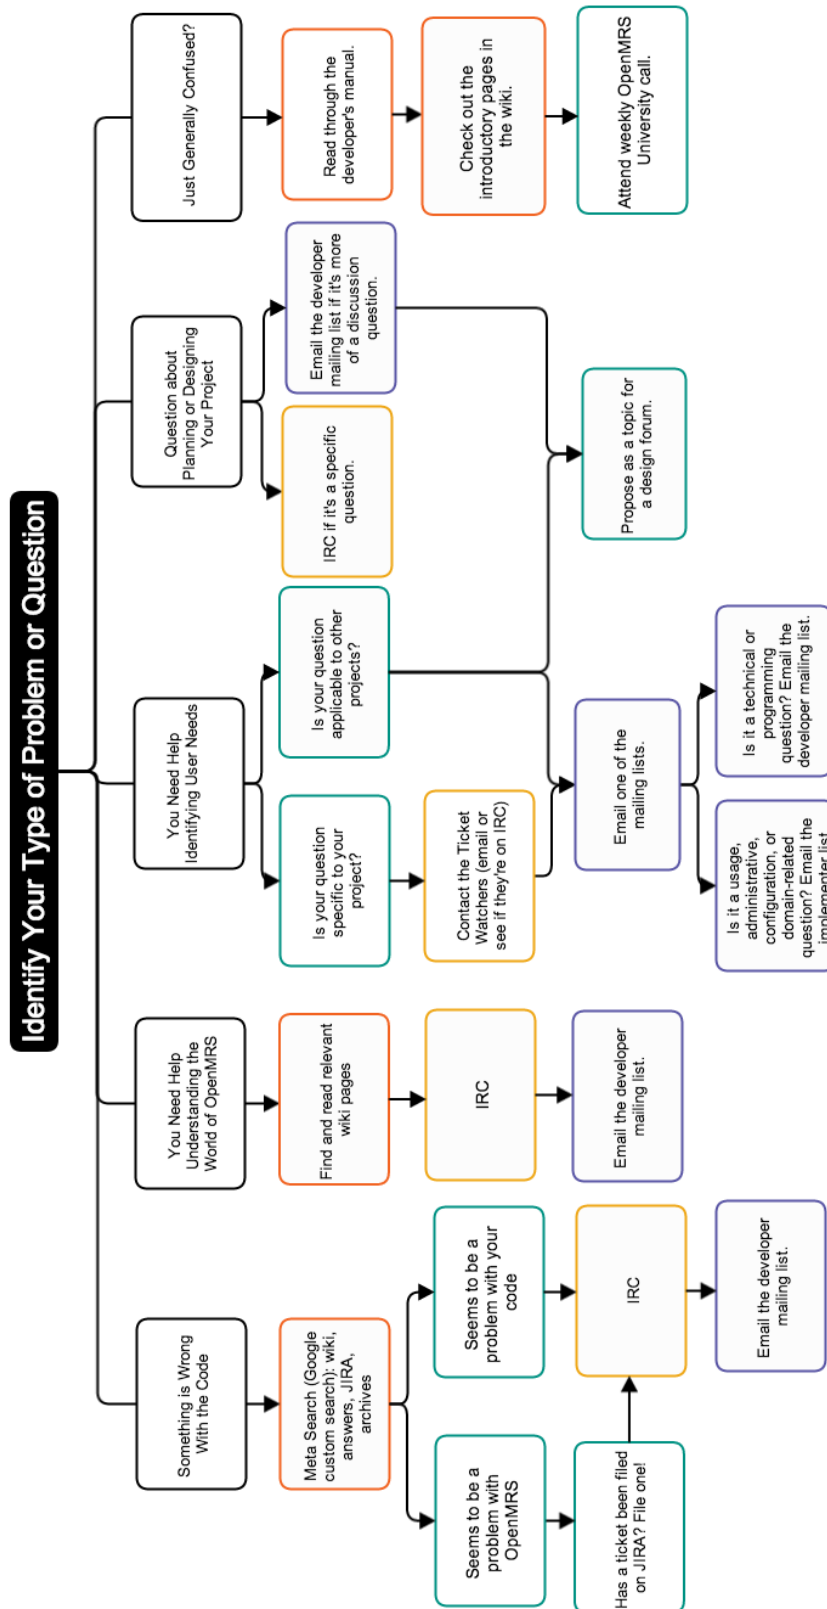 Identify Your Type of Problem or Question
Something is Wrong
With the Code
You Need Help
Understanding the
World of OpenMRS
You Need Help
Identifying User Needs
Question about
Planning or Designing
Your Project
Just Generally Confused?
Meta Search (Google
custom search): wiki,
answers, JIRA,
archives
Find and read relevant
wiki pages
Is your question
specific to your
project?
Is your question
applicable to other
projects?
IRC if it's a specific
question.
Email the developer
mailing list if it's more
of a discussion
question.
Read through the
developer's manual.
Seems to be a
problem with
OpenMRS
Seems to be a
problem with your
code
IRC
Contact the Ticket
Watchers (email or
see if they're on IRC)
Check out the
introductory pages in
the wiki.
Has a ticket been filed
on JIRA? File one!
IRC
Email the developer
mailing list.
Email one of the
mailing lists.
Propose as a topic for
a design forum.
Attend weekly OpenMRS
University call.
Email the developer
mailing list.
Is it a usage,
administrative,
configuration, or
domain-related
question? Email the
implementer list
Is it a technical or
programming
question? Email the
developer mailing list.